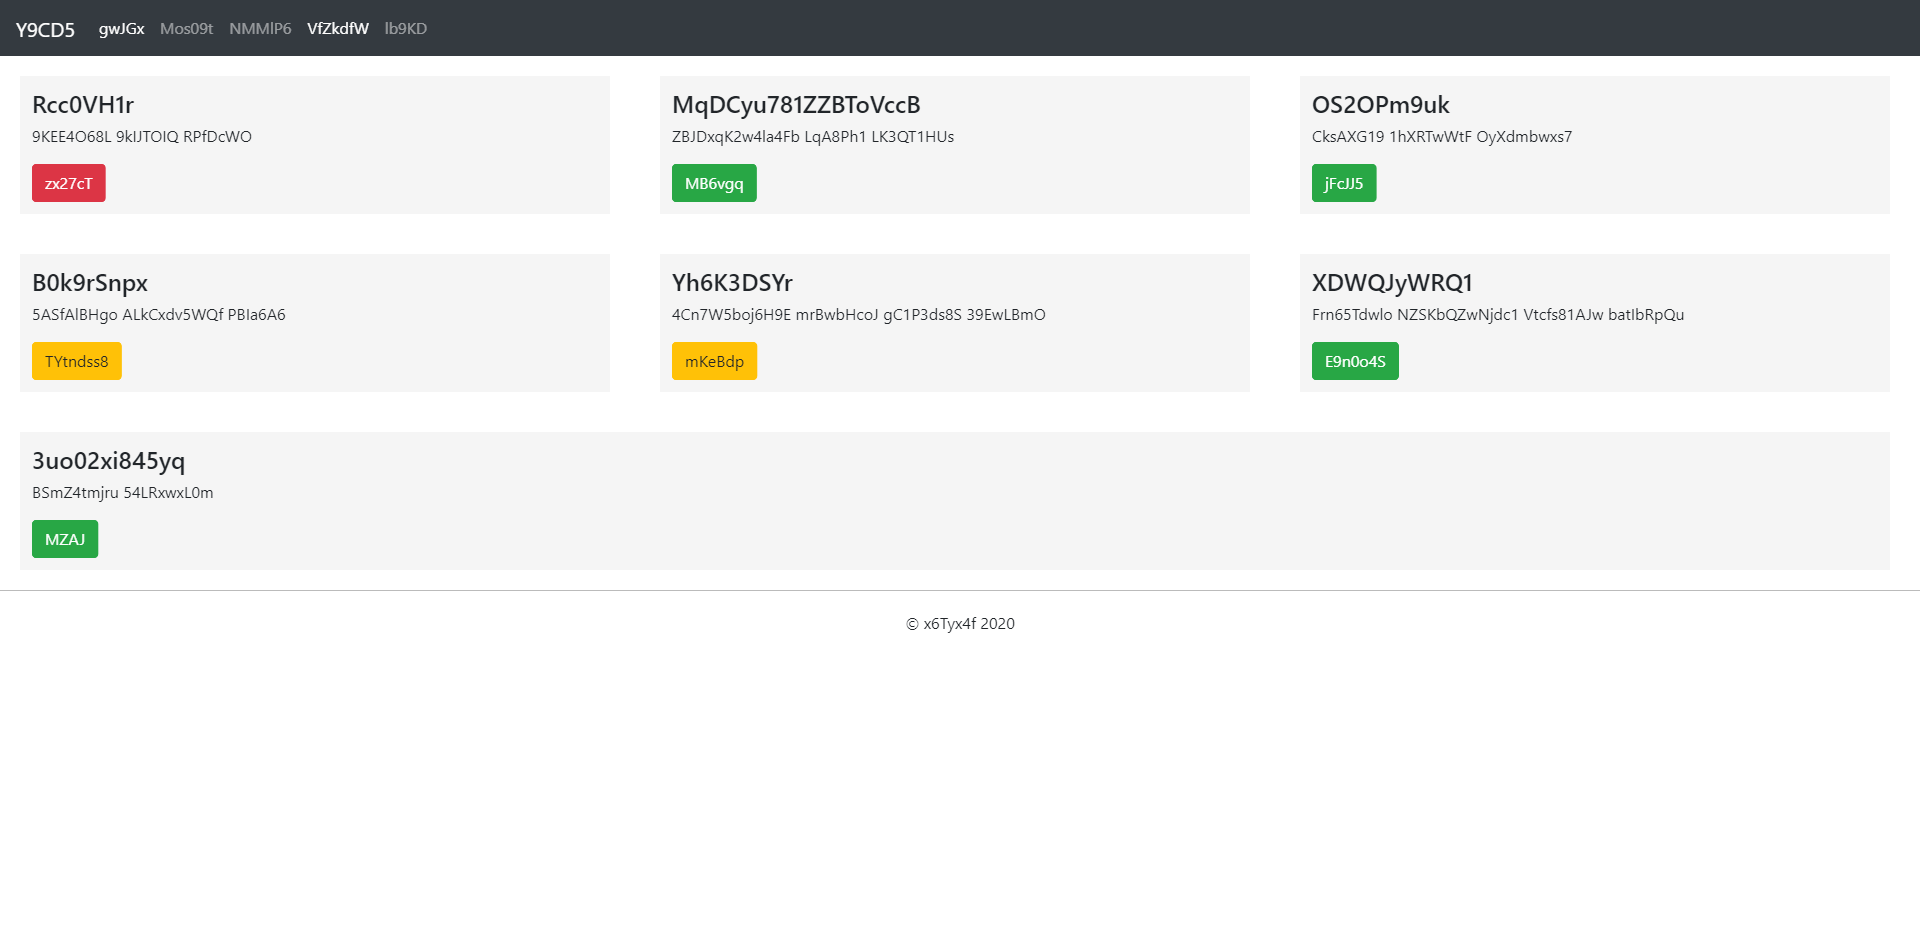 Y9CD5 gwJGx Mos09t NMMlP6 VfZkdfW lb9KD
Rcc0VH1r
9KEE4O68L 9kIJTOIQ RPfDcWO
zx27cT
MqDCyu781ZZBToVccB
ZBJDxqK2w4la4Fb LqA8Ph1 LK3QT1HUs
MB6vgq
OS2OPm9uk
CksAXG19 1hXRTwWtF OyXdmbwxs7
jFcJJ5
B0k9rSnpx
5ASfAlBHgo ALkCxdv5WQf PBIa6A6
TYtndss8
Yh6K3DSYr
4Cn7W5boj6H9E mrBwbHcoJ gC1P3ds8S 39EwLBmO
mKeBdp
XDWQJyWRQ1
Frn65Tdwlo NZSKbQZwNjdc1 Vtcfs81AJw batIbRpQu
E9n0o4S
3uo02xi845yq
BSmZ4tmjru 54LRxwxL0m
MZAJ
© x6Tyx4f 2020